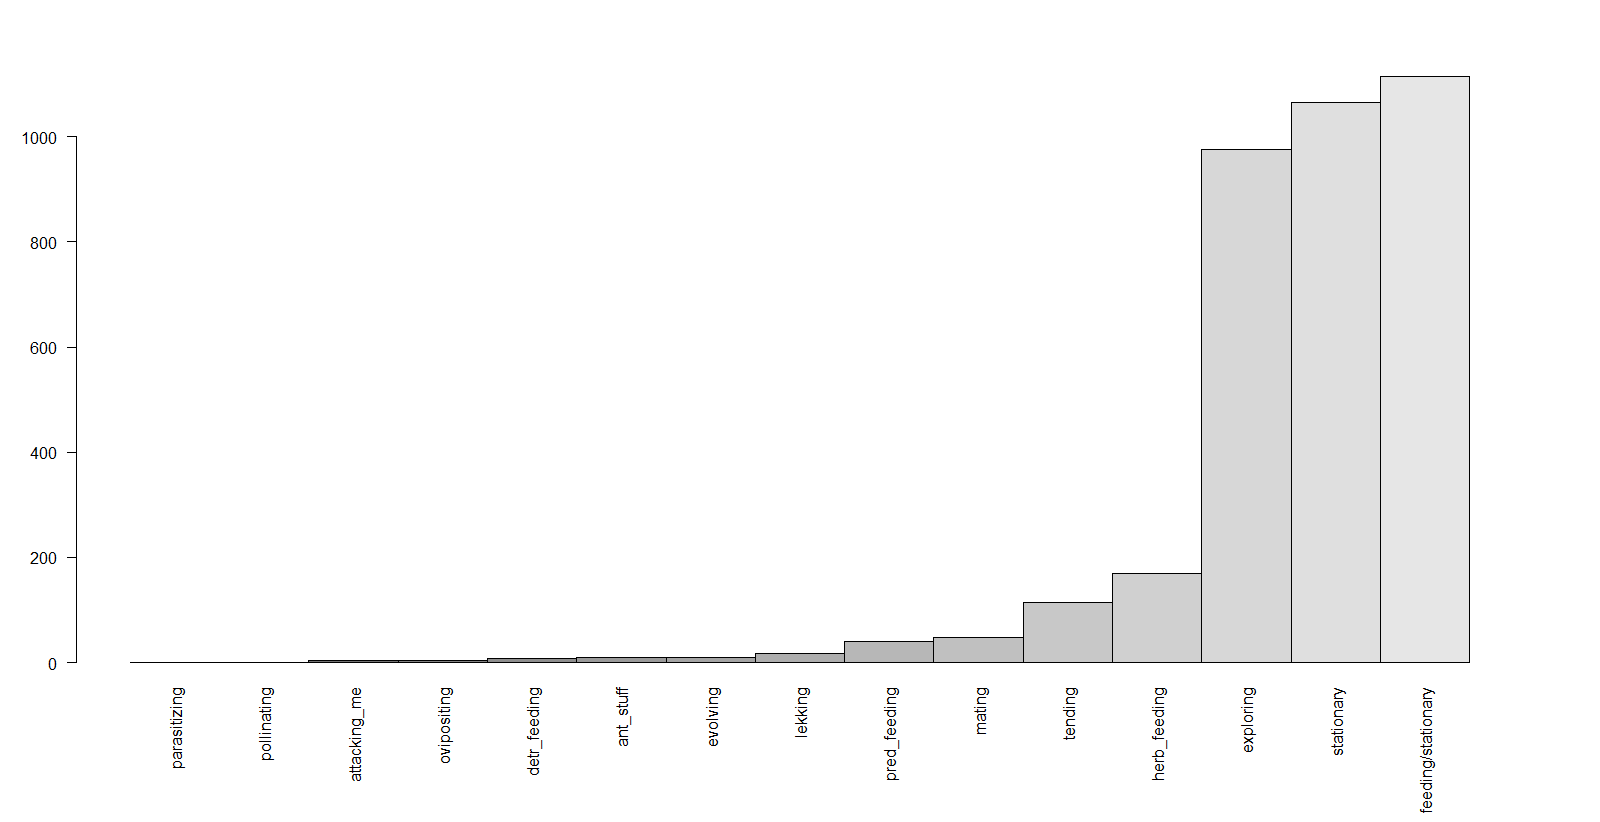 1000
800
600
400
200
0
parasitizing
pollinating
attacking_me
ovipositing
detr_feeding
ant_stuff
evolving
lekking
pred_feeding
mating
tending
herb_feeding
exploring
stationary
feeding/stationary